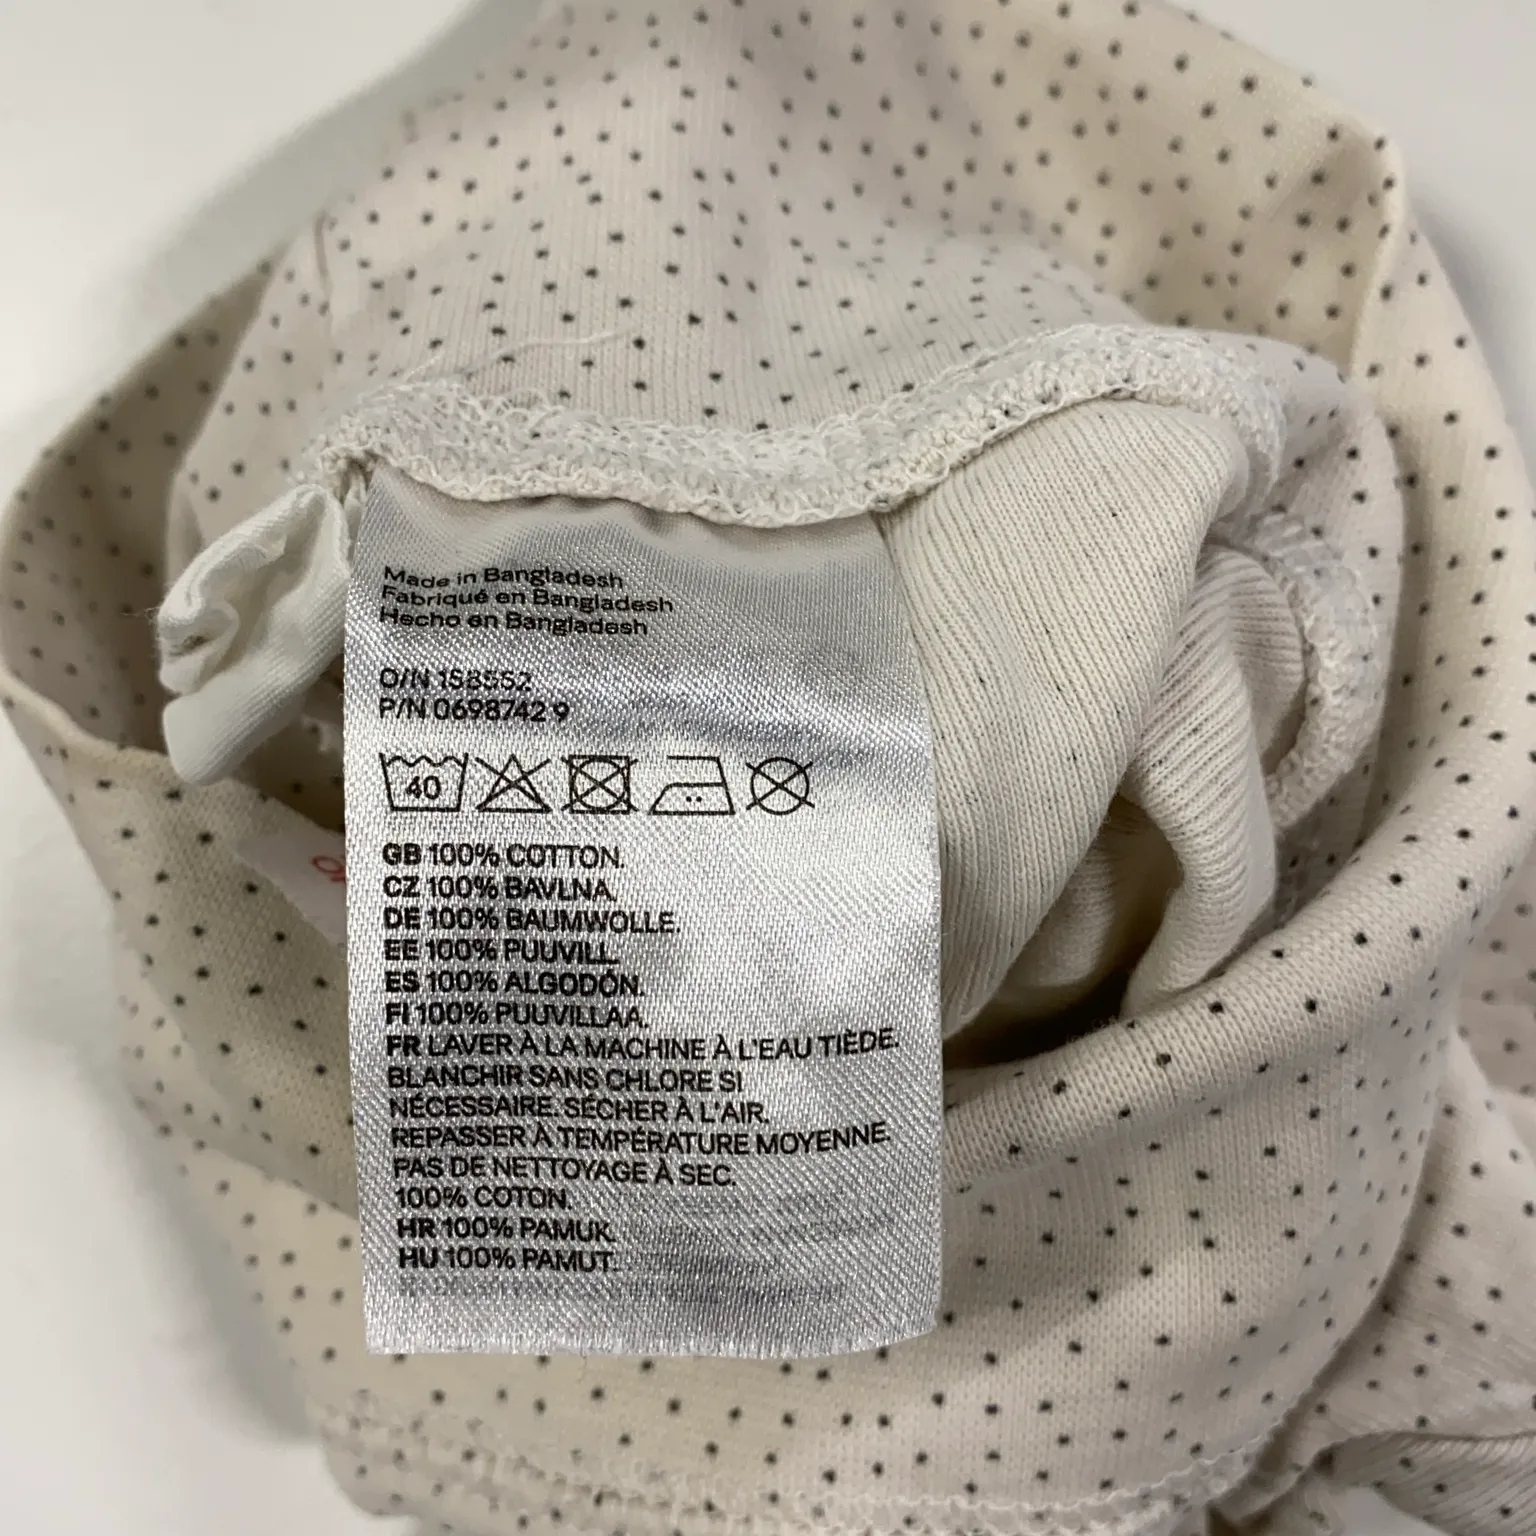 Made in Bangladesh
Fabriqué en Bangladesh
Hecho en Bangladesh
O/N 158552
P/N 0698742 9
40
GB 100% COTTON.
CZ 100% BAVLNA.
DE 100% BAUMWOLLE.
EE 100% PUUVILL.
ES 100% ALGODÓN.
FI 100% PUUVILLAA.
FR LAVER À LA MACHINE À L'EAU TIÈDE.
BLANCHIR SANS CHLORE SI
NÉCESSAIRE. SÉCHER À L'AIR.
REPASSER À TEMPÉRATURE MOYENNE.
PAS DE NETTOYAGE À SEC.
100% COTON.
HR 100% PAMUK.
HU 100% PAMUT.